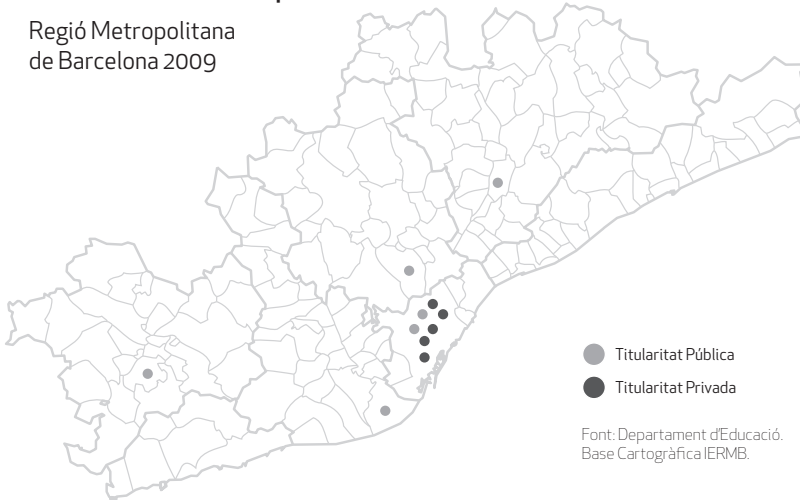 Regió Metropolitana
de Barcelona 2009
Titularitat Pública
Titularitat Privada
Font: Departament d'Educació.
Base Cartogràfica IERMB.